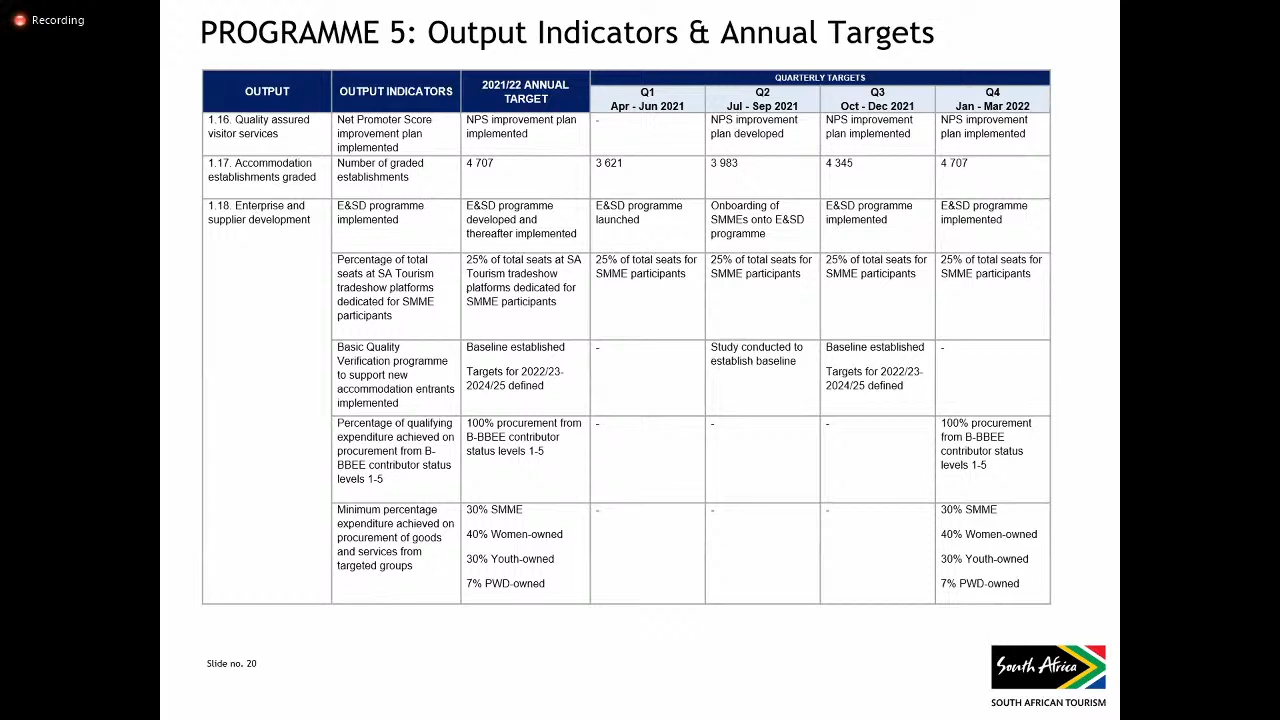 Recording
PROGRAMME 5: Output Indicators & Annual Targets
OUTPUT
OUTPUT INDICATORS
2021/22 ANNUAL
TARGET
QUARTERLY TARGETS
Q1
Apr - Jun 2021
Q2
Jul - Sep 2021
Q3
Oct - Dec 2021
Q4
Jan - Mar 2022
1.16. Quality assured
visitor services
Net Promoter Score
improvement plan
implemented
NPS improvement plan
implemented
-
NPS improvement
plan developed
NPS improvement
plan implemented
NPS improvement
plan implemented
1.17. Accommodation
establishments graded
Number of graded
establishments
4 707
3 621
3 983
4 345
4 707
1.18. Enterprise and
supplier development
E&SD programme
implemented
E&SD programme
developed and
thereafter implemented
E&SD programme
launched
Onboarding of
SMMEs onto E&SD
programme
E&SD programme
implemented
E&SD programme
implemented
Percentage of total
seats at SA Tourism
tradeshow platforms
dedicated for SMME
participants
25% of total seats at SA
Tourism tradeshow
platforms dedicated for
SMME participants
25% of total seats for
SMME participants
25% of total seats for
SMME participants
25% of total seats for
SMME participants
25% of total seats for
SMME participants
Basic Quality
Verification programme
to support new
accommodation entrants
implemented
Baseline established
Targets for 2022/23-
2024/25 defined
-
Study conducted to
establish baseline
Baseline established
Targets for 2022/23-
2024/25 defined
-
Percentage of qualifying
expenditure achieved on
procurement from B-
BBEE contributor status
levels 1-5
100% procurement from
B-BBEE contributor
status levels 1-5
-
-
-
100% procurement
from B-BBEE
contributor status
levels 1-5
Minimum percentage
expenditure achieved on
procurement of goods
and services from
targeted groups
30% SMME
40% Women-owned
30% Youth-owned
7% PWD-owned
-
-
-
30% SMME
40% Women-owned
30% Youth-owned
7% PWD-owned
Slide no. 20
South Africa
SOUTH AFRICAN TOURISM